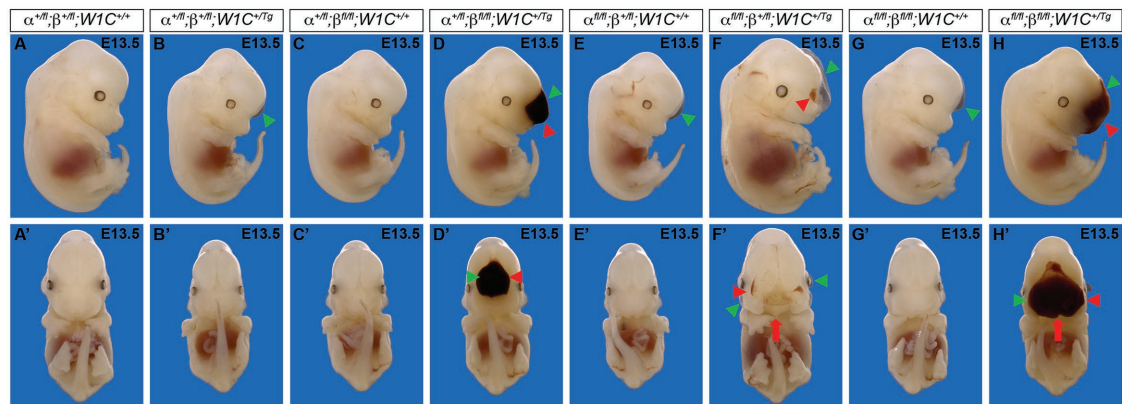 α+/fl;β+/fl;W1C+/+ α+/fl;β+/fl;W1C+/Tg α+/fl;βfl/fl;W1C+/+ α+/fl;βfl/fl;W1C+/Tg αfl/fl;β+/fl;W1C+/+ αfl/fl;β+/fl;W1C+/Tg αfl/fl;βfl/fl;W1C+/+ αfl/fl;βfl/fl;W1C+/Tg
A E13.5 B E13.5 C E13.5 D E13.5 E E13.5 F E13.5 G E13.5 H E13.5
A' E13.5 B' E13.5 C' E13.5 D' E13.5 E' E13.5 F' E13.5 G' E13.5 H' E13.5